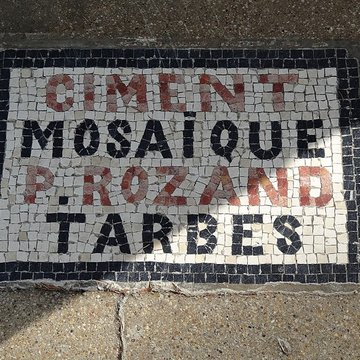 CIMENT
MOSAÏQUE
P. ROZAND
TARBES